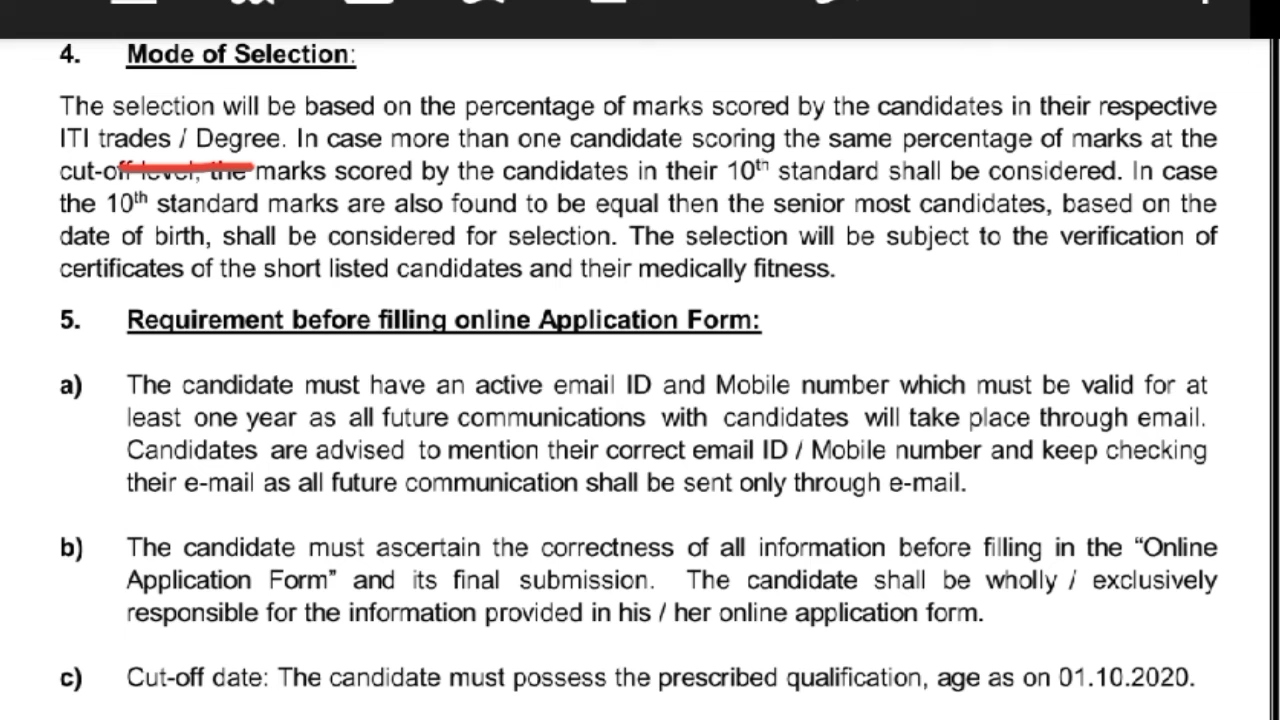 4. Mode of Selection:
The selection will be based on the percentage of marks scored by the candidates in their respective
ITI trades / Degree. In case more than one candidate scoring the same percentage of marks at the
cut-off level, the marks scored by the candidates in their 10th standard shall be considered. In case
the 10th standard marks are also found to be equal then the senior most candidates, based on the
date of birth, shall be considered for selection. The selection will be subject to the verification of
certificates of the short listed candidates and their medically fitness.
5. Requirement before filling online Application Form:
a) The candidate must have an active email ID and Mobile number which must be valid for at
least one year as all future communications with candidates will take place through email.
Candidates are advised to mention their correct email ID / Mobile number and keep checking
their e-mail as all future communication shall be sent only through e-mail.
b) The candidate must ascertain the correctness of all information before filling in the “Online
Application Form” and its final submission. The candidate shall be wholly / exclusively
responsible for the information provided in his / her online application form.
c) Cut-off date: The candidate must possess the prescribed qualification, age as on 01.10.2020.